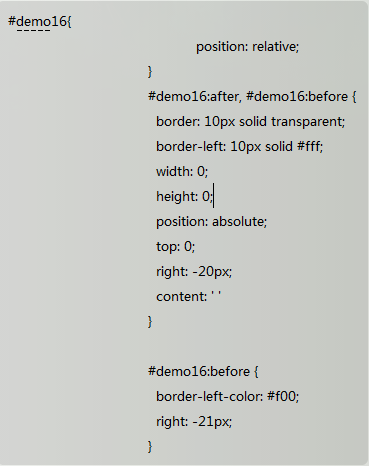 #demo16{
position: relative;
}
#demo16:after, #demo16:before {
border: 10px solid transparent;
border-left: 10px solid #fff;
width: 0;
height: 0;
position: absolute;
top: 0;
right: -20px;
content: ' '
}
#demo16:before {
border-left-color: #f00;
right: -21px;
}